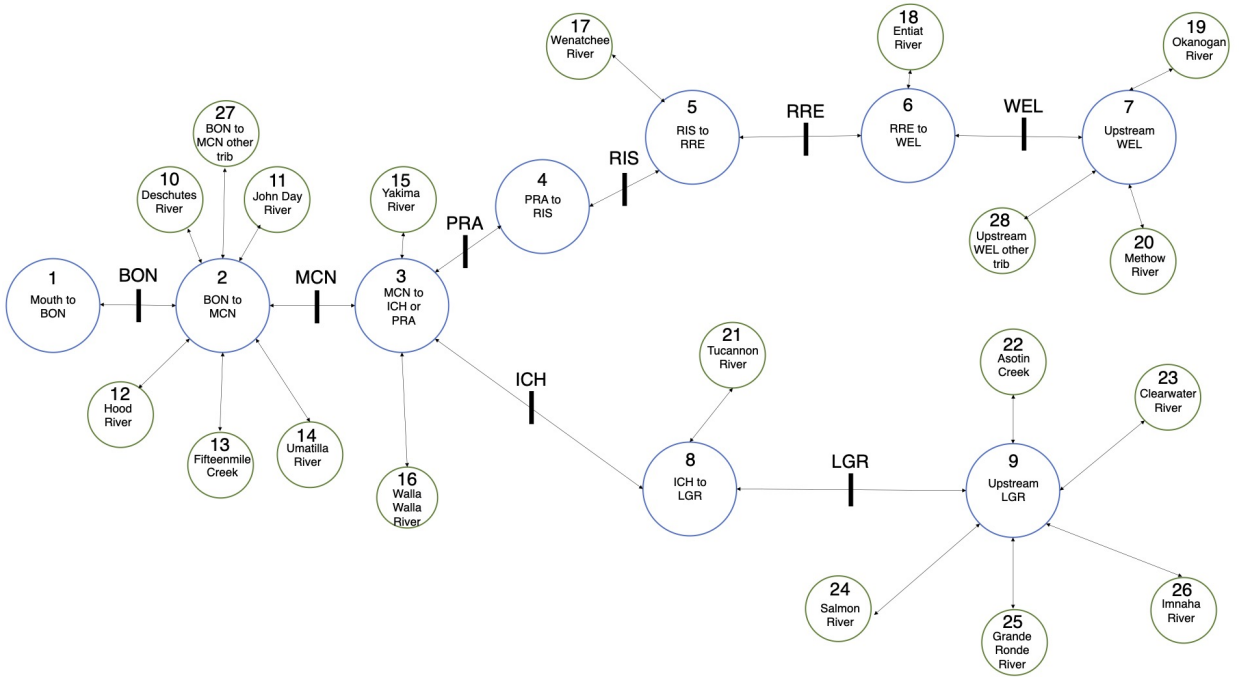 17
Wenatchee
River
18
Entiat
River
19
Okanogan
River
27
BON to
MCN other
trib
5
RIS to
RRE
RRE
6
RRE to
WEL
WEL
7
Upstream
WEL
10
Deschutes
River
11
John Day
River
15
Yakima
River
4
PRA to
RIS
RIS
PRA
28
Upstream
WEL other
trib
20
Methow
River
1
Mouth to
BON
BON
2
BON to
MCN
MCN
3
MCN to
ICH or
PRA
12
Hood
River
13
Fifteenmile
Creek
14
Umatilla
River
16
Walla
Walla
River
ICH
21
Tucannon
River
22
Asotin
Creek
23
Clearwater
River
8
ICH to
LGR
LGR
9
Upstream
LGR
24
Salmon
River
25
Grande
Ronde
River
26
Imnaha
River